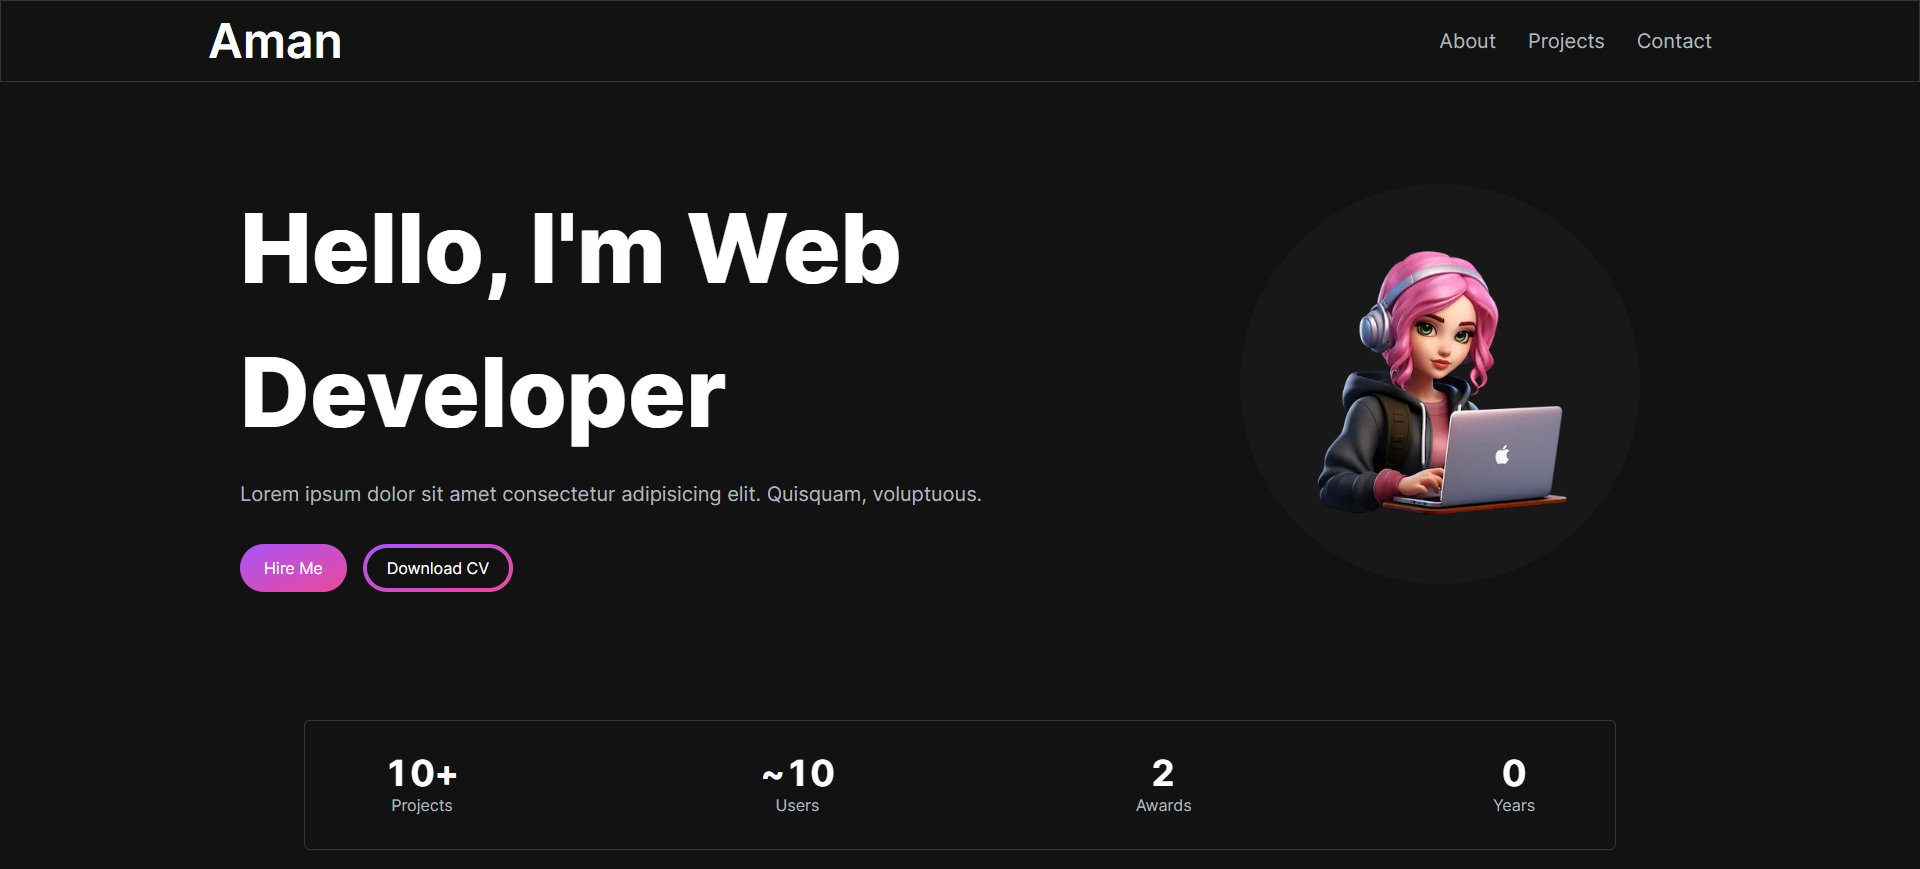 Aman
About Projects Contact
Hello, I'm Web
Developer
Lorem ipsum dolor sit amet consectetur adipisicing elit. Quisquam, voluptuous.
Hire Me Download CV
10+ ~10 2 0
Projects Users Awards Years